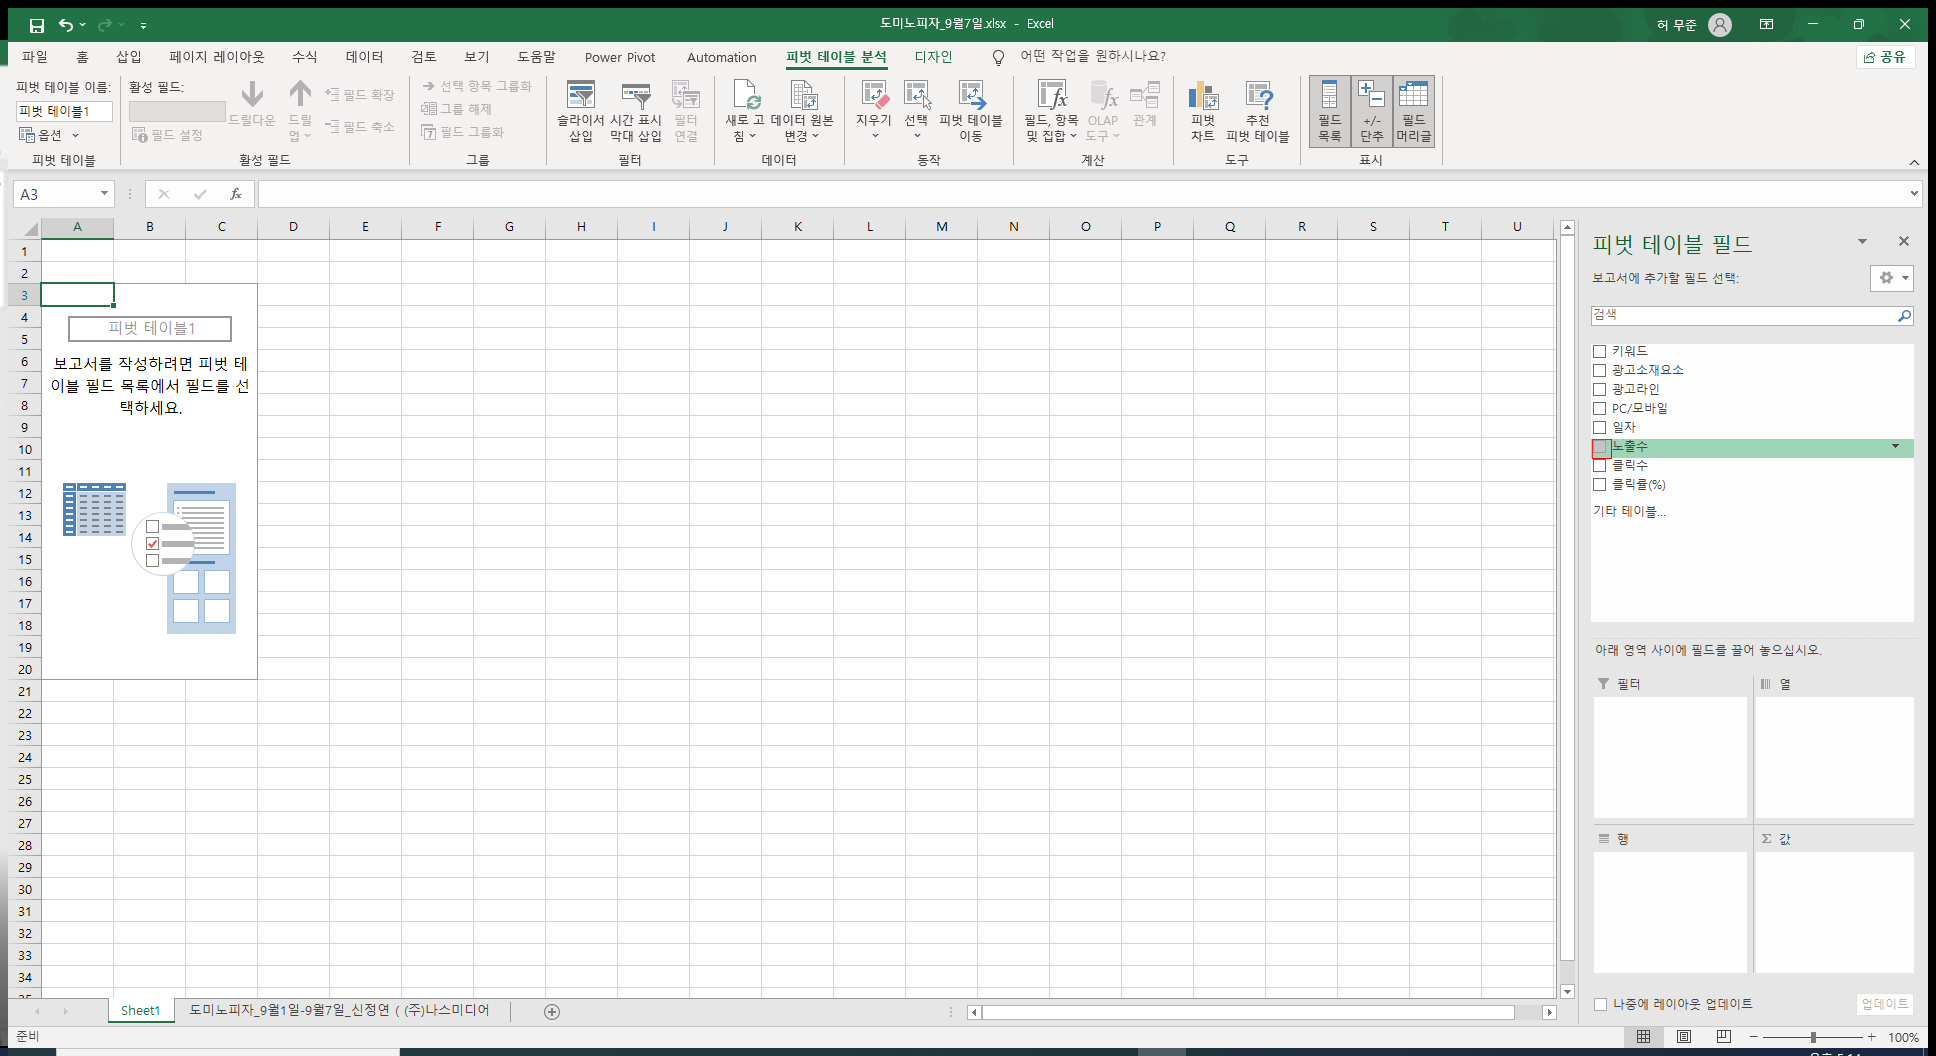 도미노피자_9월7일.xlsx - Excel
허 무준
파일 홈 삽입 페이지 레이아웃 수식 데이터 검토 보기 도움말 Power Pivot Automation 피벗 테이블 분석 디자인 어떤 작업을 원하시나요? 공유
피벗 테이블 이름:
피벗 테이블1
옵션
피벗 테이블
활성 필드:
필드 설정
드릴다운
드릴
업
필드 확장
필드 축소
활성 필드
선택 항목 그룹화
그룹 해제
필드 그룹화
그룹
슬라이서
삽입
시간 표시
막대 삽입
필터
연결
필터
새로 고
침
데이터 원본
변경
데이터
지우기
선택
피벗 테이블
이동
동작
필드, 항목
및 집합
OLAP
도구
관계
계산
피벗
차트
추천
피벗 테이블
도구
필드
목록
+/-
단추
필드
머리글
표시
A3
fx
A B C D E F G H I J K L M N O P Q R S T U
1
2
3
4
5
6
7
8
9
10
11
12
13
14
15
16
17
18
19
20
21
22
23
24
25
26
27
28
29
30
31
32
33
34
피벗 테이블1
보고서를 작성하려면 피벗 테
이블 필드 목록에서 필드를 선
택하세요.
피벗 테이블 필드
보고서에 추가할 필드 선택:
검색
키워드
광고소재요소
광고라인
PC/모바일
일자
노출수
클릭수
클릭률(%)
기타 테이블...
아래 영역 사이에 필드를 끌어 놓으십시오.
필터
열
행
Σ 값
나중에 레이아웃 업데이트
업데이트
Sheet1
도미노피자_9월1일-9월7일_신정연 ( (주)나스미디어
준비
100%